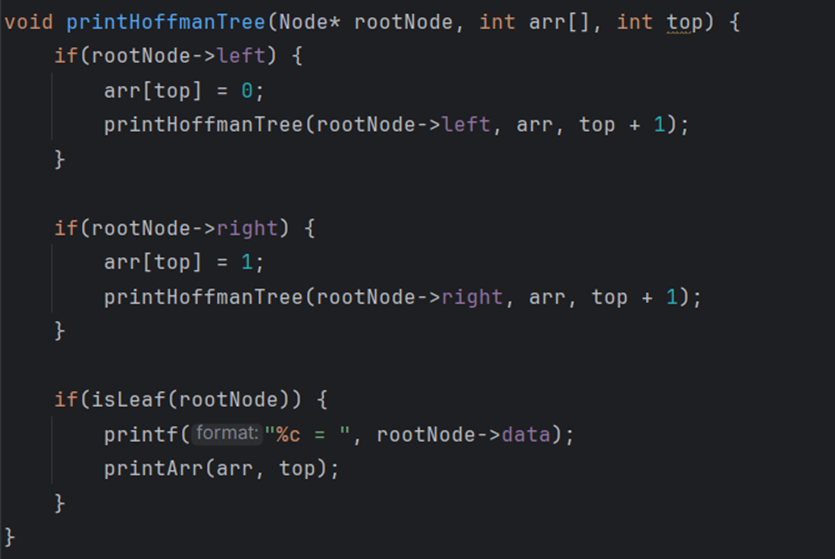 void printHoffmanTree(Node* rootNode, int arr[], int top) {
    if(rootNode->left) {
        arr[top] = 0;
        printHoffmanTree(rootNode->left, arr, top + 1);
    }

    if(rootNode->right) {
        arr[top] = 1;
        printHoffmanTree(rootNode->right, arr, top + 1);
    }

    if(isLeaf(rootNode)) {
        printf(format:"%c = ", rootNode->data);
        printArr(arr, top);
    }
}